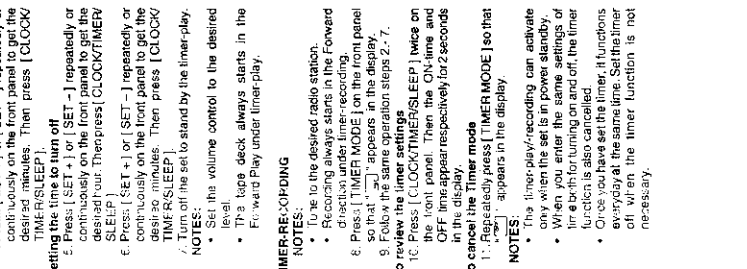 continuously on the front panel to get the
desired minutes. Then press [ CLOCK/
TIMER/SLEEP ].
etting the time to turn off
5. Press [ SET + ] or [ SET – ] repeatedly or
continuously on the front panel to get the
desired hour. Then press [ CLOCK/TIMER/
SLEEP ]
6. Press [ SET + ] or [ SET – ] repeatedly or
continuously on the front panel to get the
desired minutes. Then press [ CLOCK/
TIMER/SLEEP ].
7. Turn off the set to stand by the timer-play.
NOTES:
• Set the volume control to the desired
level.
• The tape deck always starts in the
Forward Play under timer-play.
IMER-RECORDING
NOTES:
• Tune to the desired radio station.
• Recording always starts in the Forward
direction under timer-recording.
8. Press [ TIMER MODE ] on the front panel
so that " " appears in the display.
9. Follow the same operation steps 2.- 7.
o review the timer settings
10. Press [ CLOCK/TIMER/SLEEP ] twice on
the front panel. Then the ON-time and
OFF time appear respectively for 2 seconds
in the display.
o cancel the Timer mode
11. Repeatedly press [ TIMER MODE ] so that
" " appears in the display.
NOTES:
• The timer-play/-recording can activate
only when the set is in power standby.
• When you enter the same settings of
time both for turning on and off, the timer
function is also cancelled.
• Once you have set the timer, it functions
everyday at the same time. Set the timer
off when the timer function is not
necessary.